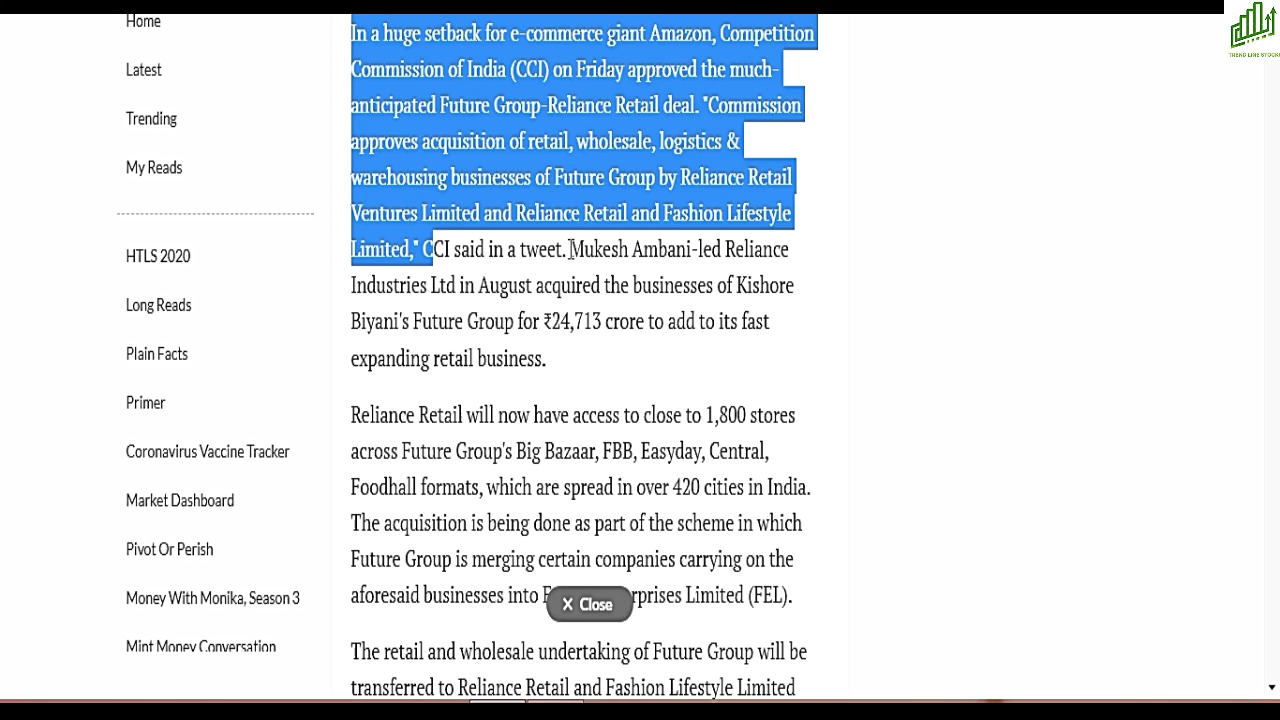 Home
Latest
Trending
My Reads
HTLS 2020
Long Reads
Plain Facts
Primer
Coronavirus Vaccine Tracker
Market Dashboard
Pivot Or Perish
Money With Monika, Season 3
Mint Money Conversation
In a huge setback for e-commerce giant Amazon, Competition
Commission of India (CCI) on Friday approved the much-
anticipated Future Group-Reliance Retail deal. "Commission
approves acquisition of retail, wholesale, logistics &
warehousing businesses of Future Group by Reliance Retail
Ventures Limited and Reliance Retail and Fashion Lifestyle
Limited," CCI said in a tweet. Mukesh Ambani-led Reliance
Industries Ltd in August acquired the businesses of Kishore
Biyani's Future Group for ₹24,713 crore to add to its fast
expanding retail business.
Reliance Retail will now have access to close to 1,800 stores
across Future Group's Big Bazaar, FBB, Easyday, Central,
Foodhall formats, which are spread in over 420 cities in India.
The acquisition is being done as part of the scheme in which
Future Group is merging certain companies carrying on the
aforesaid businesses into Limited (FEL).
X Close
The retail and wholesale undertaking of Future Group will be
transferred to Reliance Retail and Fashion Lifestyle Limited
TREND LINE STOCK